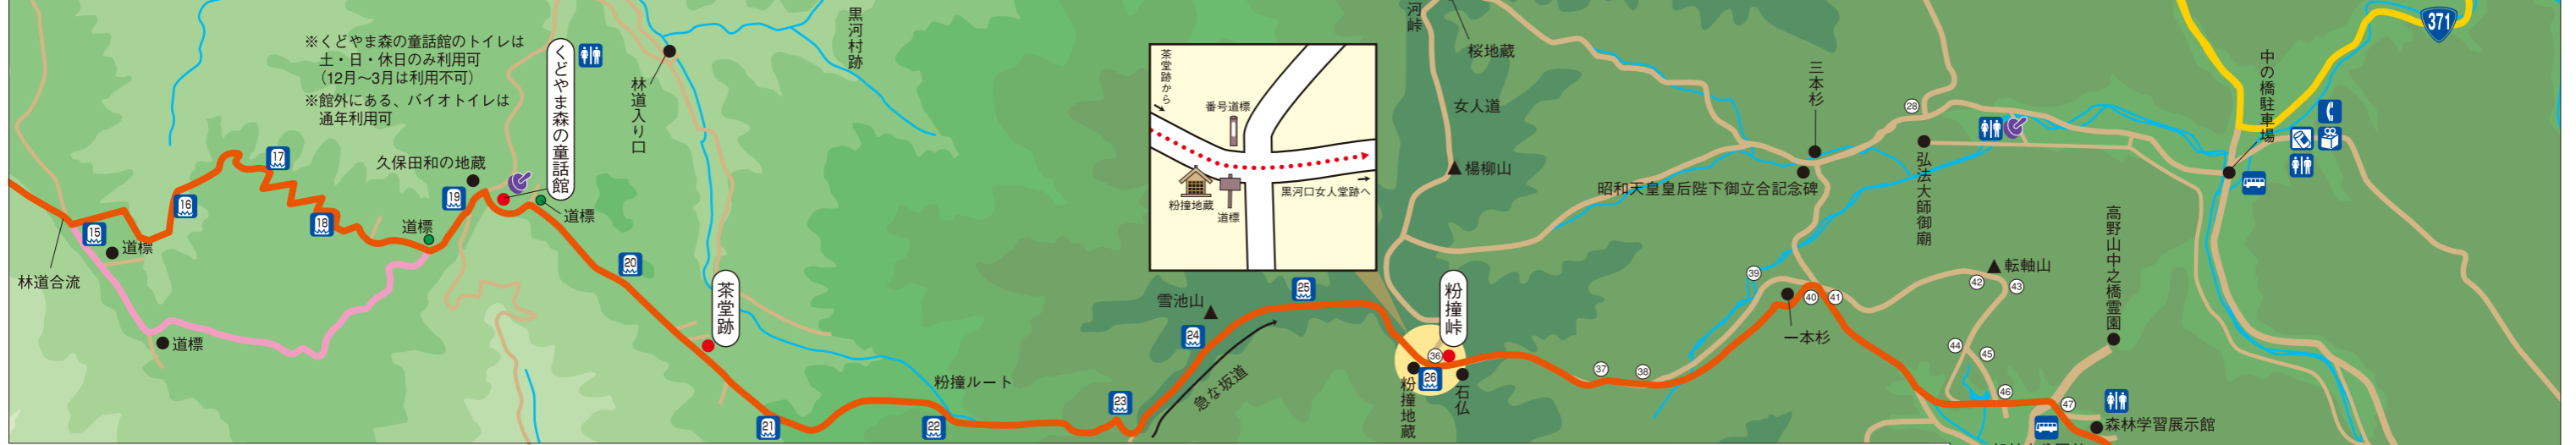 ※くどやま森の童話館のトイレは
土・日・休日のみ利用可
（12月～3月は利用不可）
※館外にある、バイオトイレは
通年利用可
くどやま森の童話館
林道入り口
黒河村跡
久保田和の地蔵
道標
道標
道標
道標
林道合流
15
16
17
18
19
20
21
22
23
24
25
26
茶堂跡
粉撞ルート
雪池山
急な坂道
茶堂跡から
番号道標
粉撞地蔵
道標
黒河口女人堂跡へ
河峠
桜地蔵
女人道
楊柳山
粉撞峠
粉撞地蔵
石仏
36
37
38
39
40
41
42
43
44
45
46
47
28
三本杉
昭和天皇皇后陛下御立合記念碑
弘法大師御廟
一本杉
転軸山
高野山中之橋霊園
中の橋駐車場
371
森林学習展示館